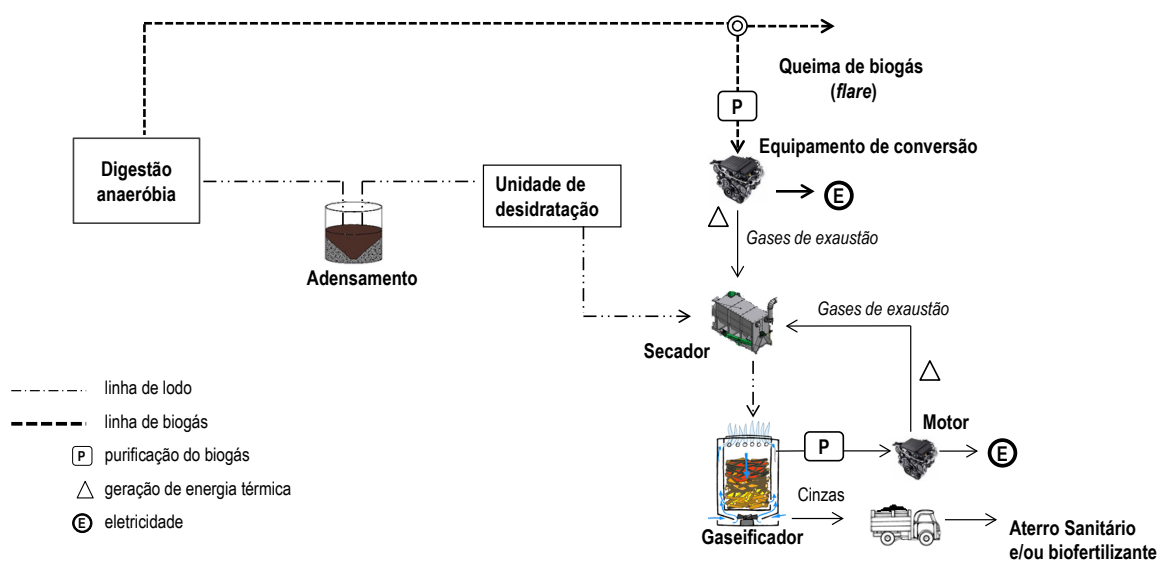 Queima de biogás
(flare)
P
Equipamento de conversão
Digestão
anaeróbia
Unidade de
desidratação
E
Gases de exaustão
Adensamento
Gases de exaustão
Secador
linha de lodo
linha de biogás
P purificação do biogás
geração de energia térmica
E eletricidade
Motor
P
E
Cinzas
Gaseificador
Aterro Sanitário
e/ou biofertilizante